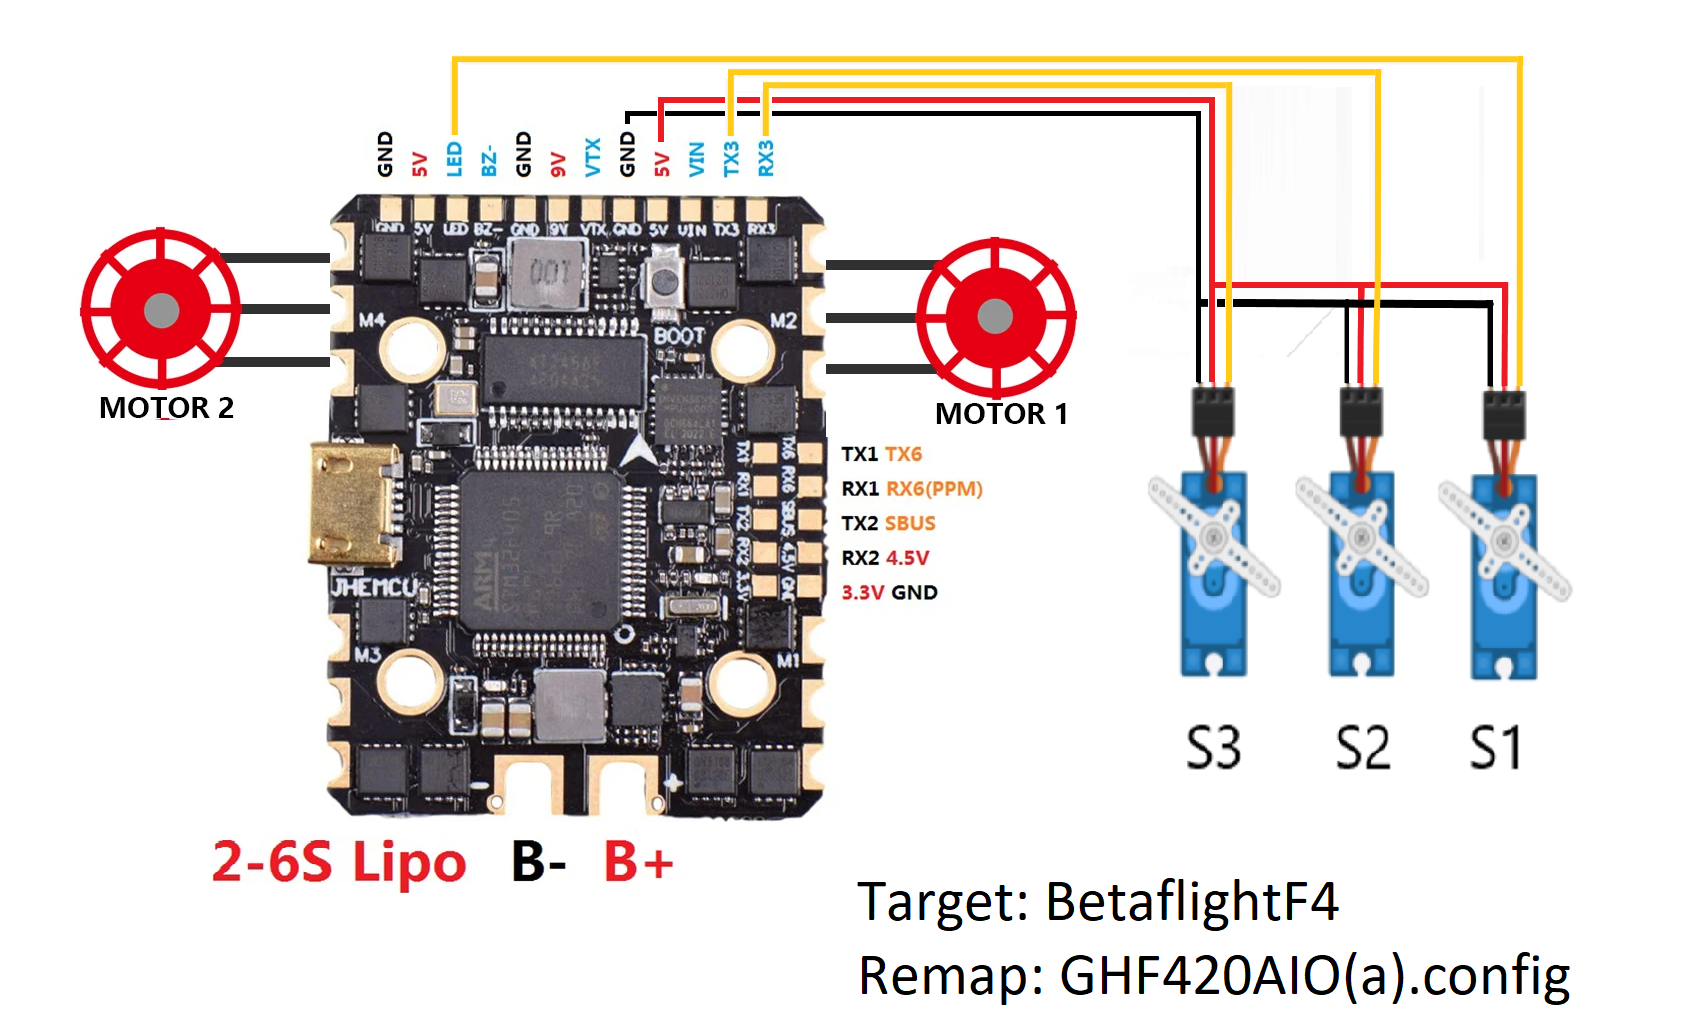 GND 5V LED BZ- GND 9V VTX GND 5V VIN TX3 RX3
GND 5V LED BZ- GND 9V VTX GND 5V VIN TX3 RX3
M4
M2
BOOT
MOTOR 2
MOTOR 1
TX1 TX6
RX1 RX6
TX2 SBUS
RX2 4.5V
3.3V GND
TX1 TX6
RX1 RX6(PPM)
TX2 SBUS
RX2 4.5V
3.3V GND
ARM
JHEMCU
M3
M1
- +
S3 S2 S1
2-6S Lipo B- B+
Target: BetaflightF4
Remap: GHF420AIO(a).config